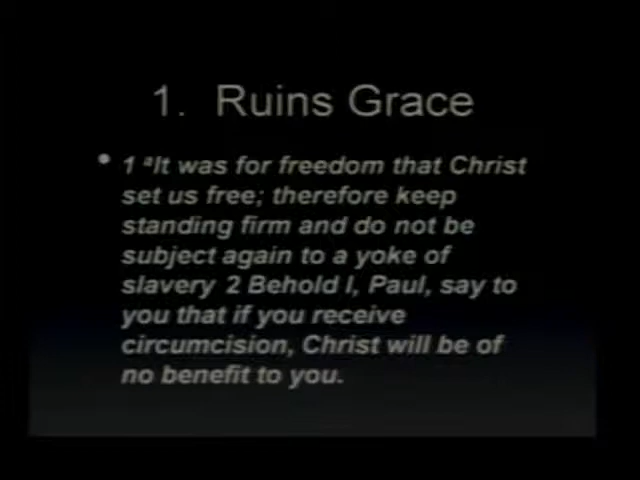 1. Ruins Grace
• 1 ªIt was for freedom that Christ
set us free; therefore keep
standing firm and do not be
subject again to a yoke of
slavery 2 Behold I, Paul, say to
you that if you receive
circumcision, Christ will be of
no benefit to you.